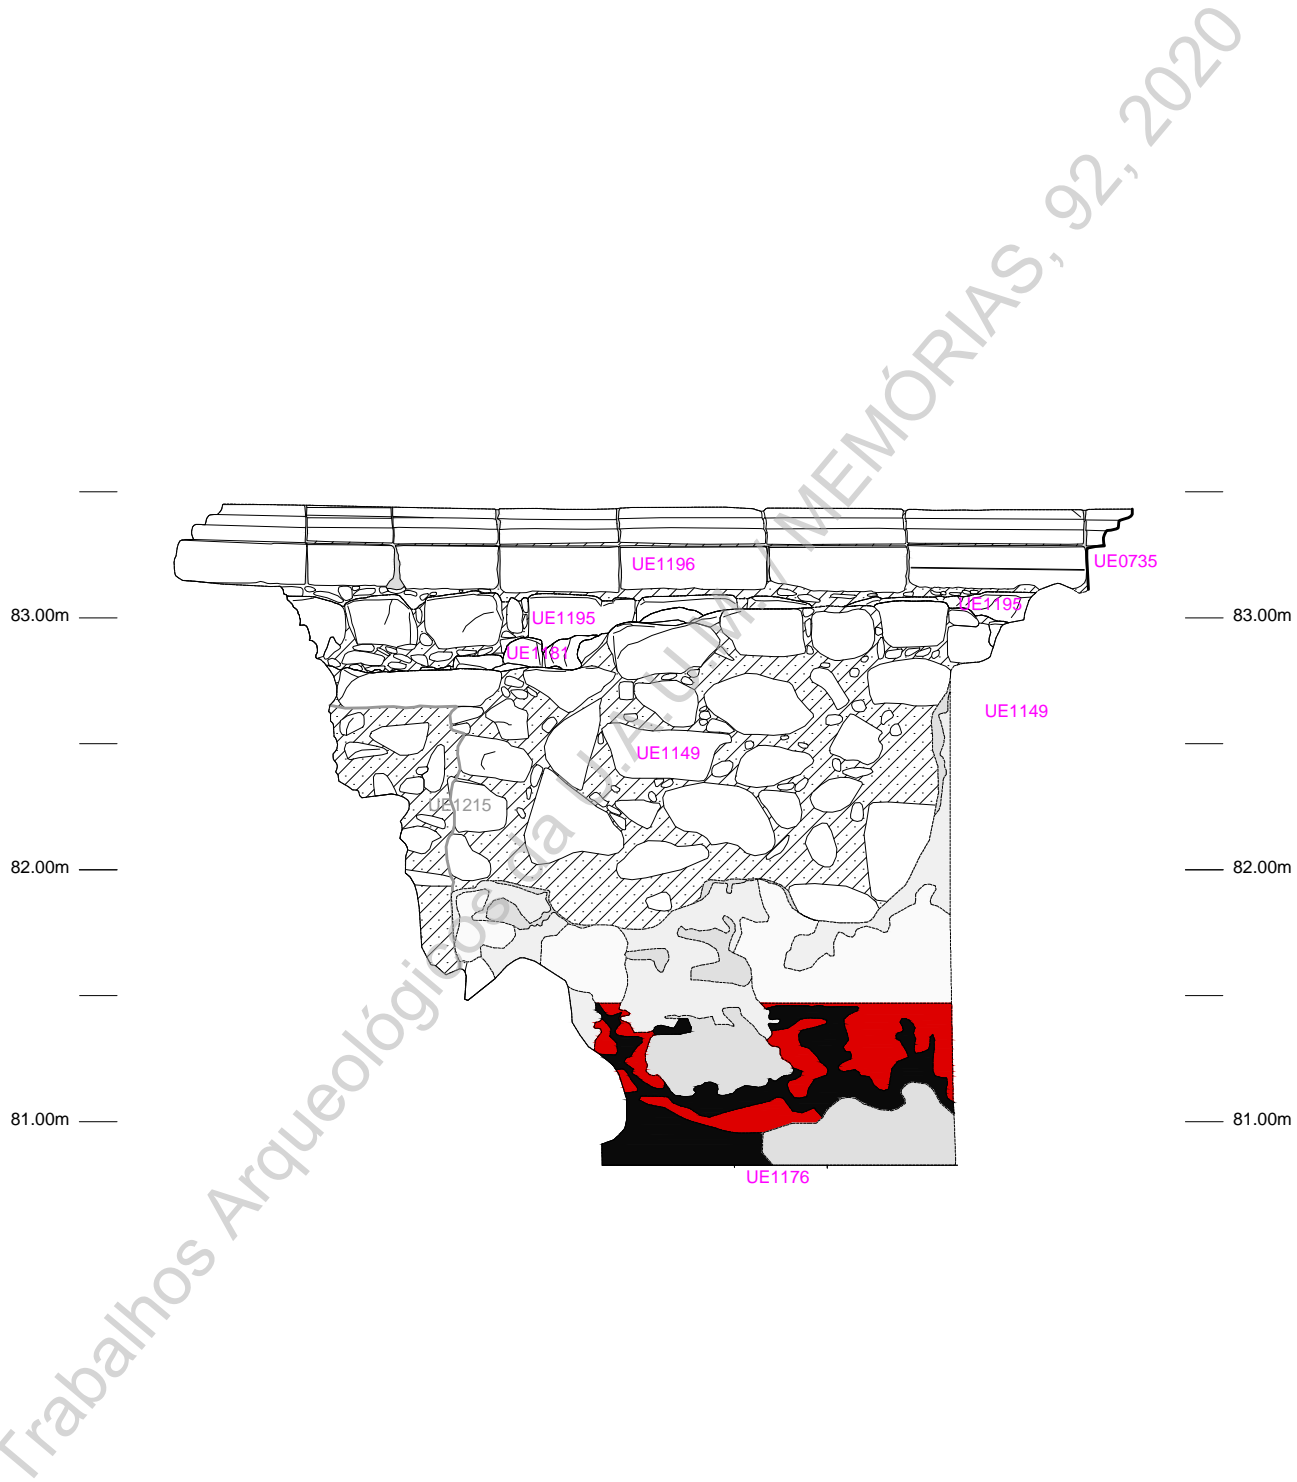 Trabalhos Arqueológicos da U.A.U.M. / MEMÓRIAS, 92, 2020
UE1196
UE0735
UE1195
UE1195
83.00m
83.00m
UE1181
UE1149
UE1149
UE1215
82.00m
82.00m
81.00m
81.00m
UE1176